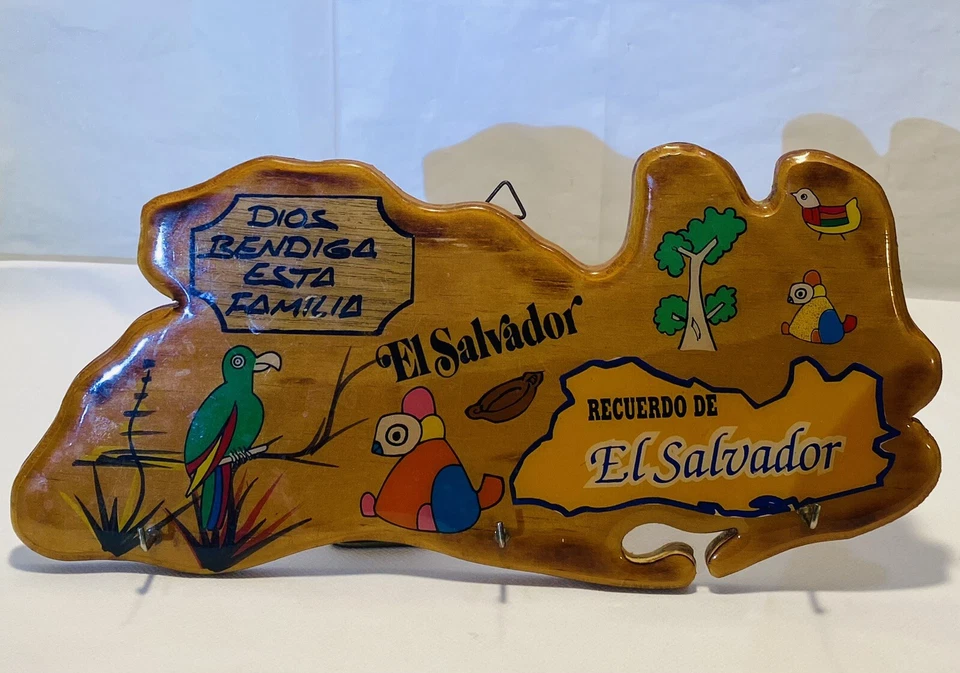 DIOS
BENDIGA
ESTA
FAMILIA
El Salvador
RECUERDO DE
El Salvador